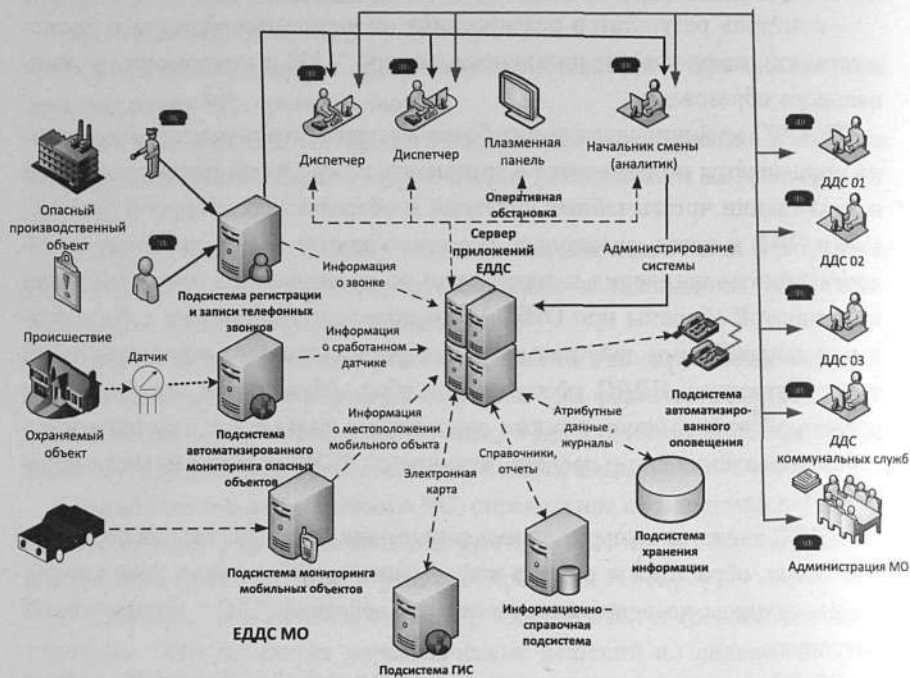 Диспетчер
Диспетчер
Плазменная
панель
Начальник смены
(аналитик)
ДДС 01
Опасный
производственный
объект
Оперативная
обстановка
Сервер
приложений
ЕДДС
Администрирование
системы
ДДС 02
Информация
о звонке
Подсистема регистрации
и записи телефонных
звонков
ДДС 03
Происшествие
Датчик
Информация
о сработанном
датчике
Охраняемый
объект
Подсистема
автоматизированного
мониторинга опасных
объектов
Информация
о местоположении
мобильного объкта
Атрибутные
данные,
журналы
Подсистема
автоматизиро-
ванного
оповещения
ДДС
коммунальных служб
Электронная
карта
Справочники,
отчеты
Подсистема мониторинга
мобильных объектов
Подсистема
хранения
информации
Администрация МО
Информационно-
справочная
подсистема
ЕДДС МО
Подсистема ГИС